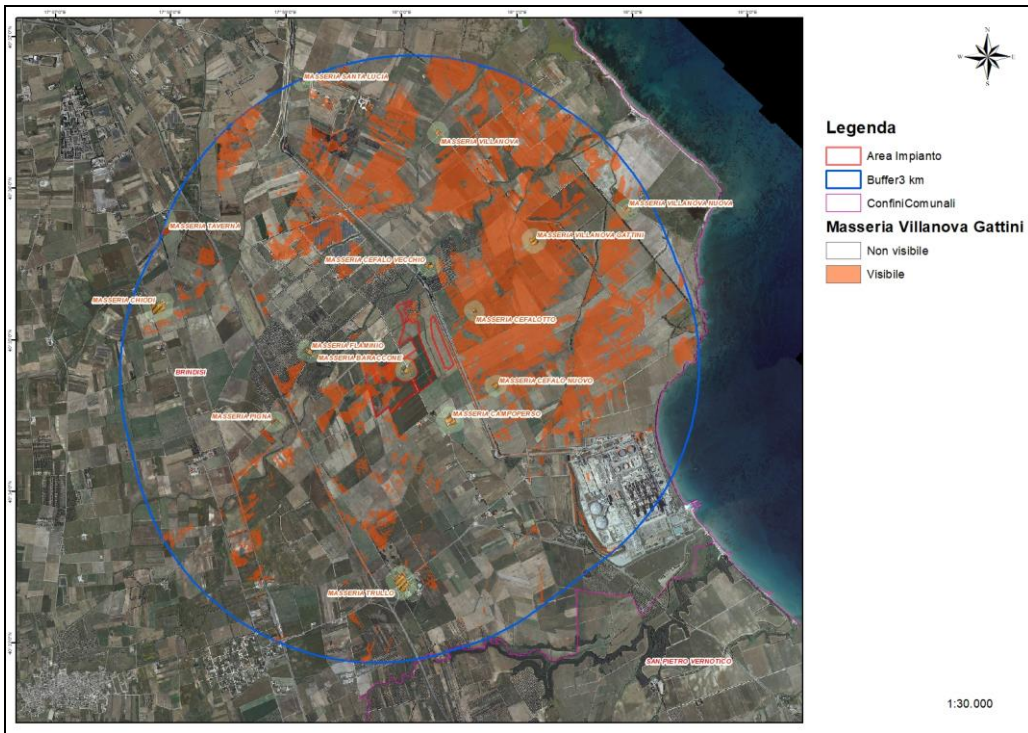 N
W
E
S
Legenda
Area Impianto
Buffer3 km
ConfiniComunali
Masseria Villanova Gattini
Non visibile
Visibile
MASSERIA SANTA LUCIA
MASSERIA VILLANOVA
MASSERIA VILLANOVA NUOVA
MASSERIA TAVERNA
MASSERIA VILLANOVA GATTINI
MASSERIA CEFALO VECCHIO
MASSERIA CHIODI
MASSERIA CEFALOTTO
MASSERIA FLAMINIO
MASSERIA BARACCONE
BRINDISI
MASSERIA CEFALO NUOVO
MASSERIA PIGNA
MASSERIA CAMPOPERSO
MASSERIA TRULLO
SAN PIETRO VERNOTICO
1:30.000